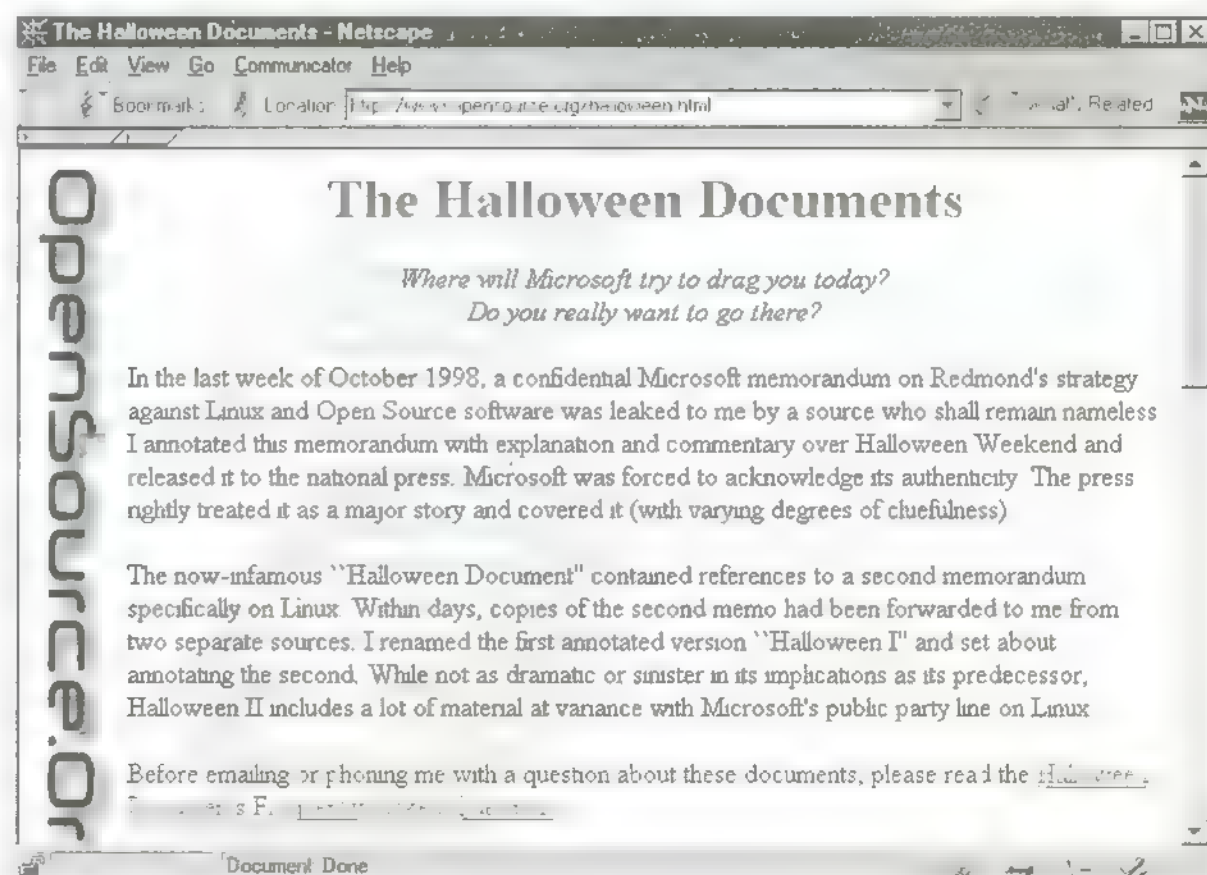 The Halloween Documents - Netscape
File Edit View Go Communicator Help
Bookmarks Location Related
OpenSource.or
The Halloween Documents
Where will Microsoft try to drag you today?
Do you really want to go there?
In the last week of October 1998, a confidential Microsoft memorandum on Redmond's strategy
against Linux and Open Source software was leaked to me by a source who shall remain nameless
I annotated this memorandum with explanation and commentary over Halloween Weekend and
released it to the national press. Microsoft was forced to acknowledge its authenticity The press
rightly treated it as a major story and covered it (with varying degrees of cluefulness)
The now-infamous ``Halloween Document" contained references to a second memorandum
specifically on Linux Within days, copies of the second memo had been forwarded to me from
two separate sources. I renamed the first annotated version ``Halloween I" and set about
annotating the second. While not as dramatic or sinister in its implications as its predecessor,
Halloween II includes a lot of material at variance with Microsoft's public party line on Linux
Before emailing or phoning me with a question about these documents, please read the
Document Done